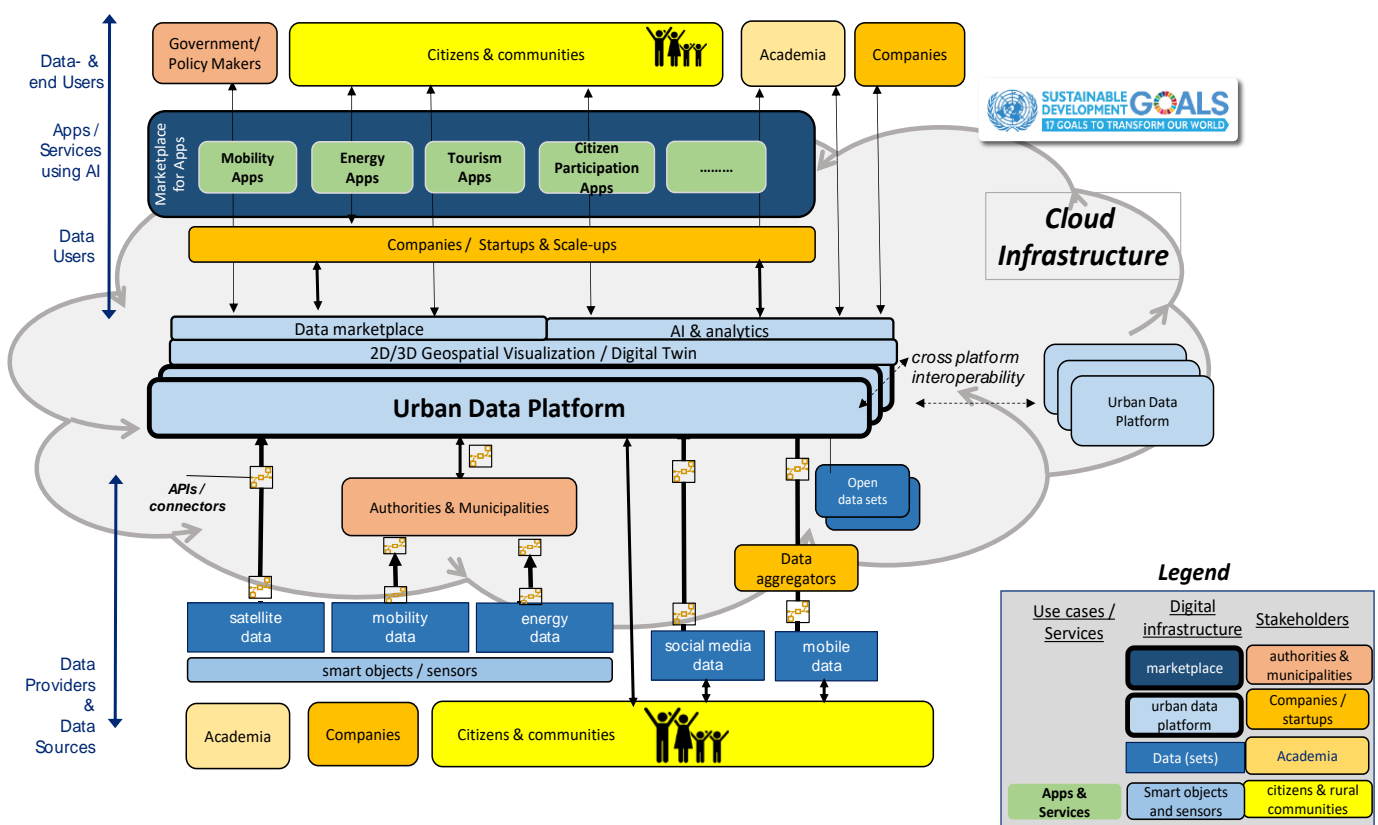 Data- &
end Users
Apps /
Services
using AI
Data
Users
Government/
Policy Makers
Citizens & communities
Academia
Companies
SUSTAINABLE
DEVELOPMENT
GOALS
17 GOALS TO TRANSFORM OUR WORLD
Marketplace
for Apps
Mobility
Apps
Energy
Apps
Tourism
Apps
Citizen
Participation
Apps
.........
Companies / Startups & Scale-ups
Cloud
Infrastructure
Data marketplace
AI & analytics
2D/3D Geospatial Visualization / Digital Twin
Urban Data Platform
cross platform
interoperability
Urban Data
Platform
APIs /
connectors
Authorities & Municipalities
Open
data sets
Data
aggregators
satellite
data
mobility
data
energy
data
social media
data
mobile
data
smart objects / sensors
Data
Providers
&
Data
Sources
Academia
Companies
Citizens & communities
Legend
Use cases /
Services
Digital
infrastructure
Stakeholders
marketplace
authorities &
municipalities
urban data
platform
Companies /
startups
Data (sets)
Academia
Apps &
Services
Smart objects
and sensors
citizens & rural
communities